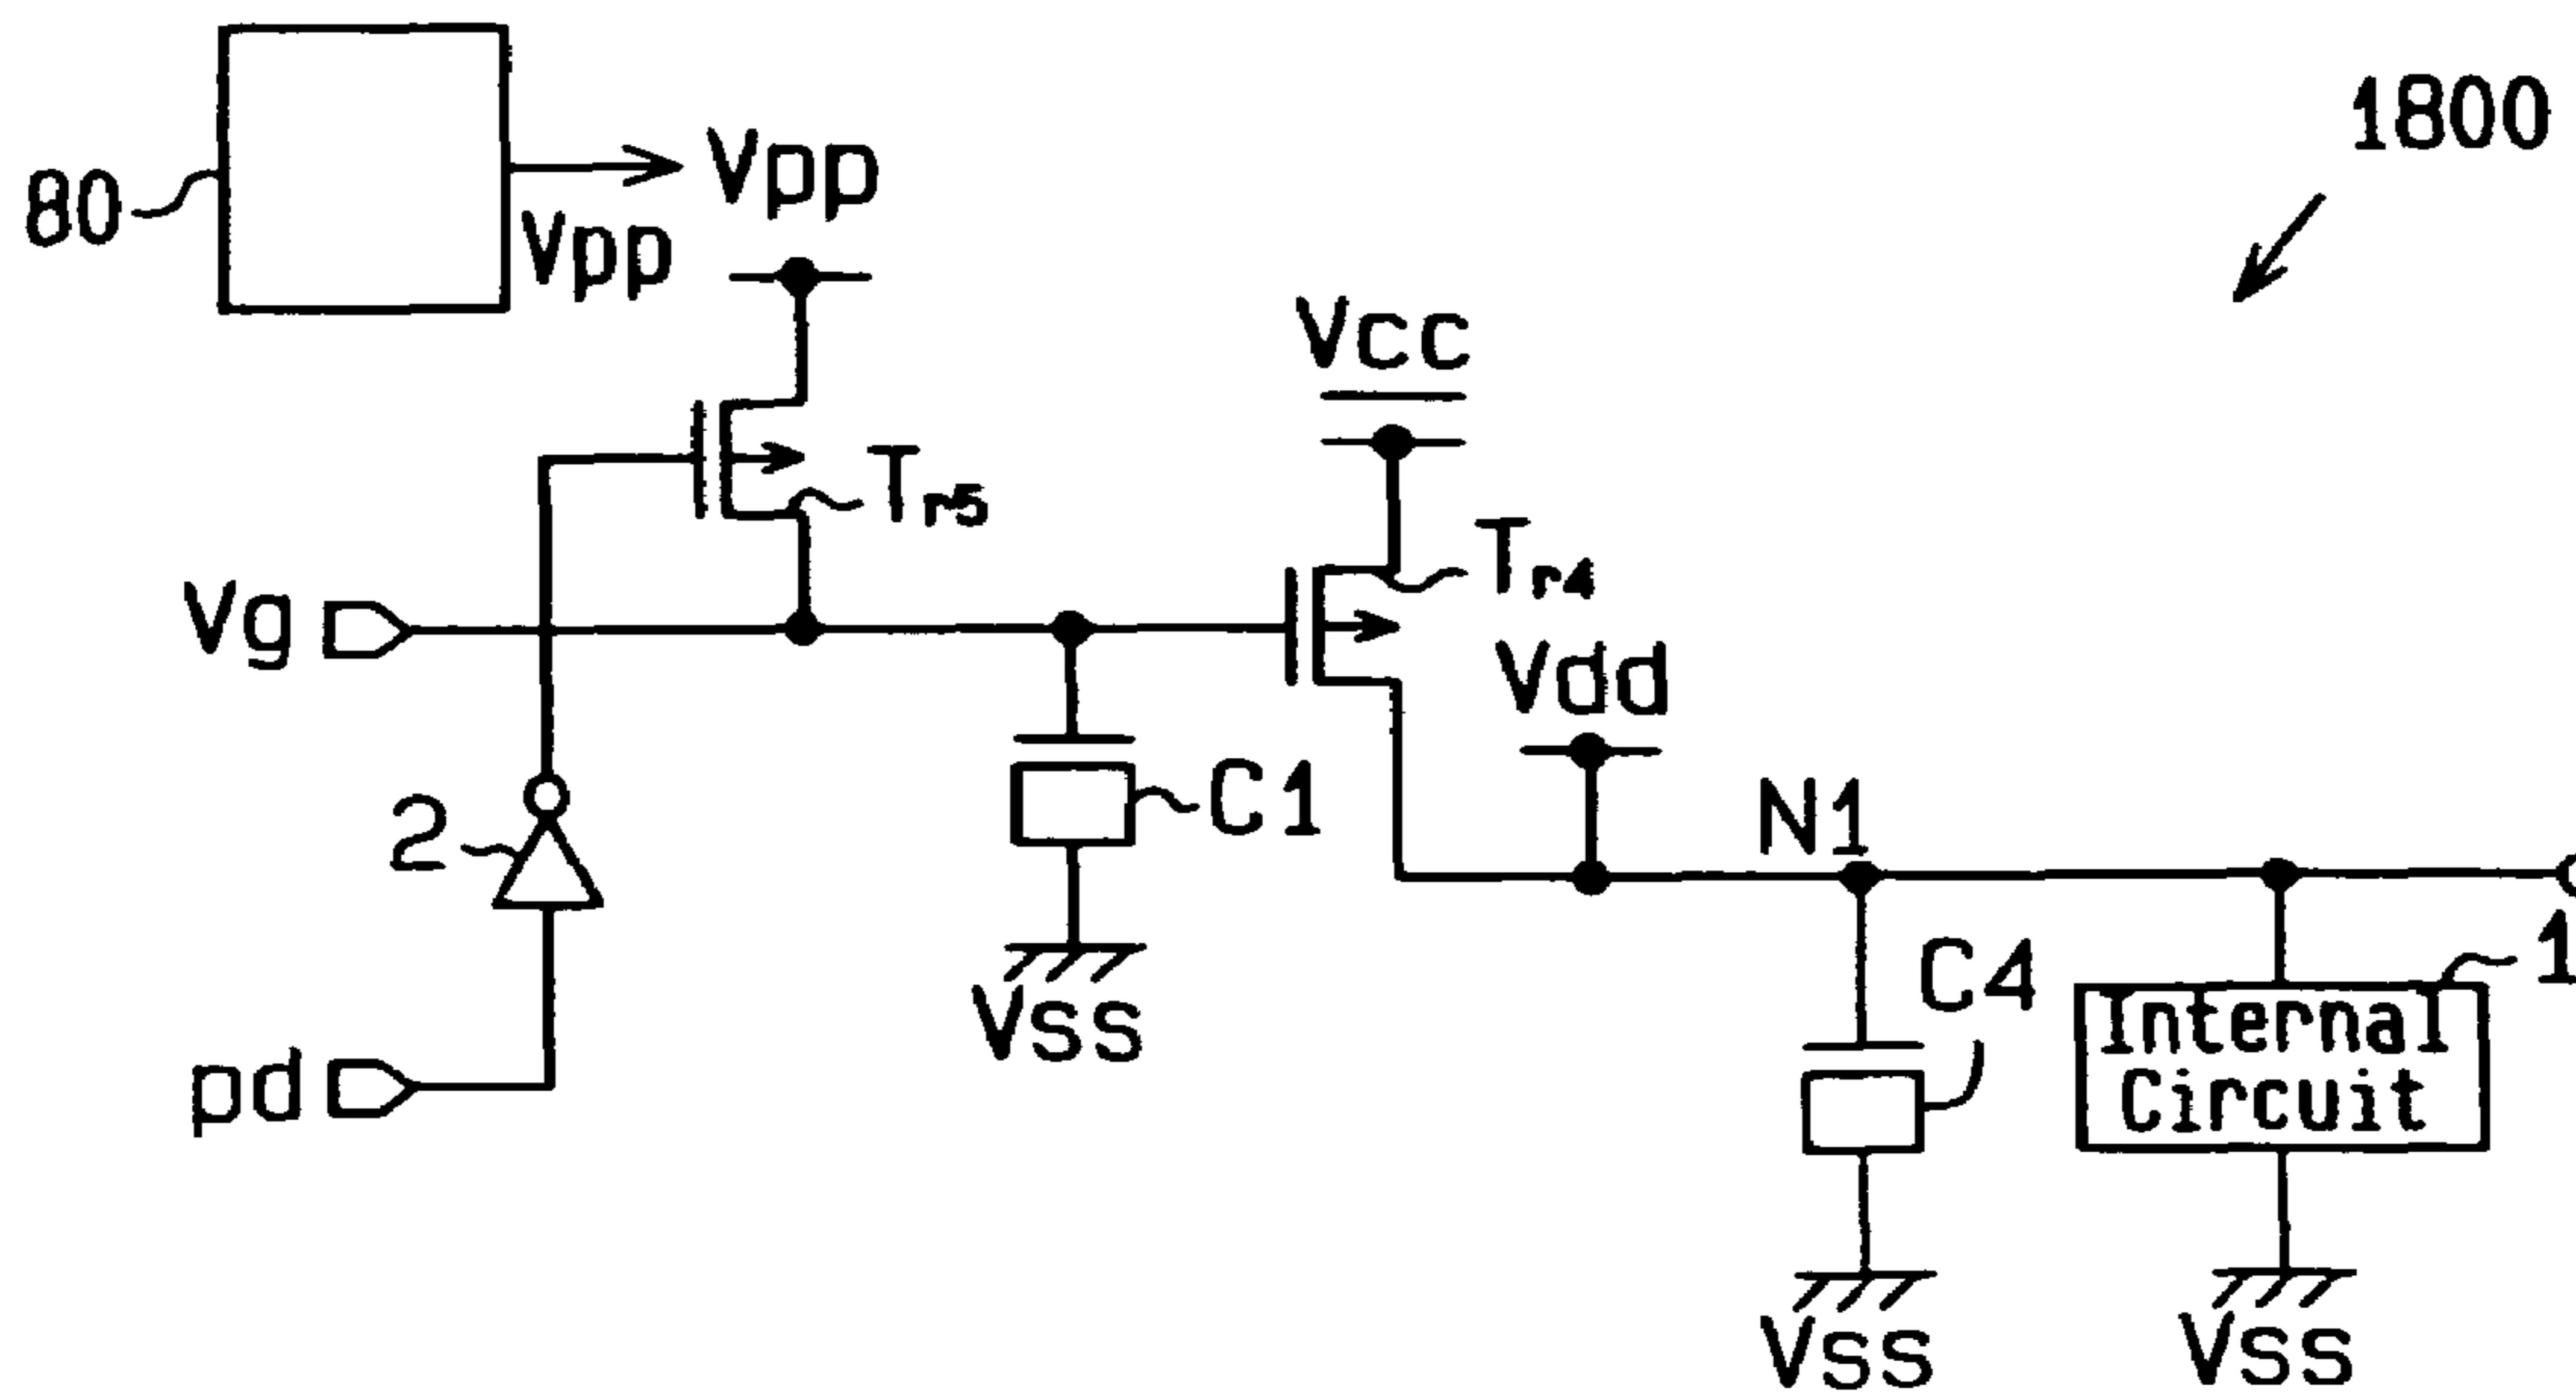 1800
80
Vpp
Vpp
Vcc
Tr5
Tr4
Vg
Vdd
2
C1
N1
C4
1
Internal
Circuit
Vss
pd
Vss
Vss